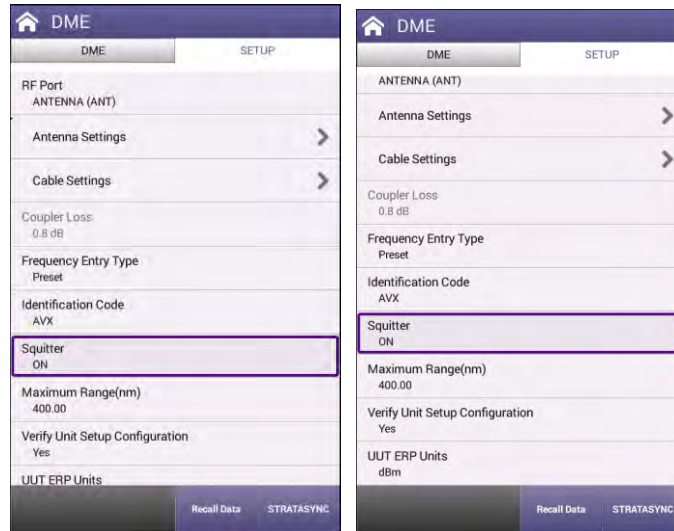 DME
DME SETUP
RF Port
ANTENNA (ANT)
Antenna Settings
Cable Settings
Coupler Loss
0.8 dB
Frequency Entry Type
Preset
Identification Code
AVX
Squitter
ON
Maximum Range(nm)
400.00
Verify Unit Setup Configuration
Yes
UUT ERP Units
Recall Data STRATASYNC
DME
DME SETUP
ANTENNA (ANT)
Antenna Settings
Cable Settings
Coupler Loss
0.8 dB
Frequency Entry Type
Preset
Identification Code
AVX
Squitter
ON
Maximum Range(nm)
400.00
Verify Unit Setup Configuration
Yes
UUT ERP Units
dBm
Recall Data STRATASYNC